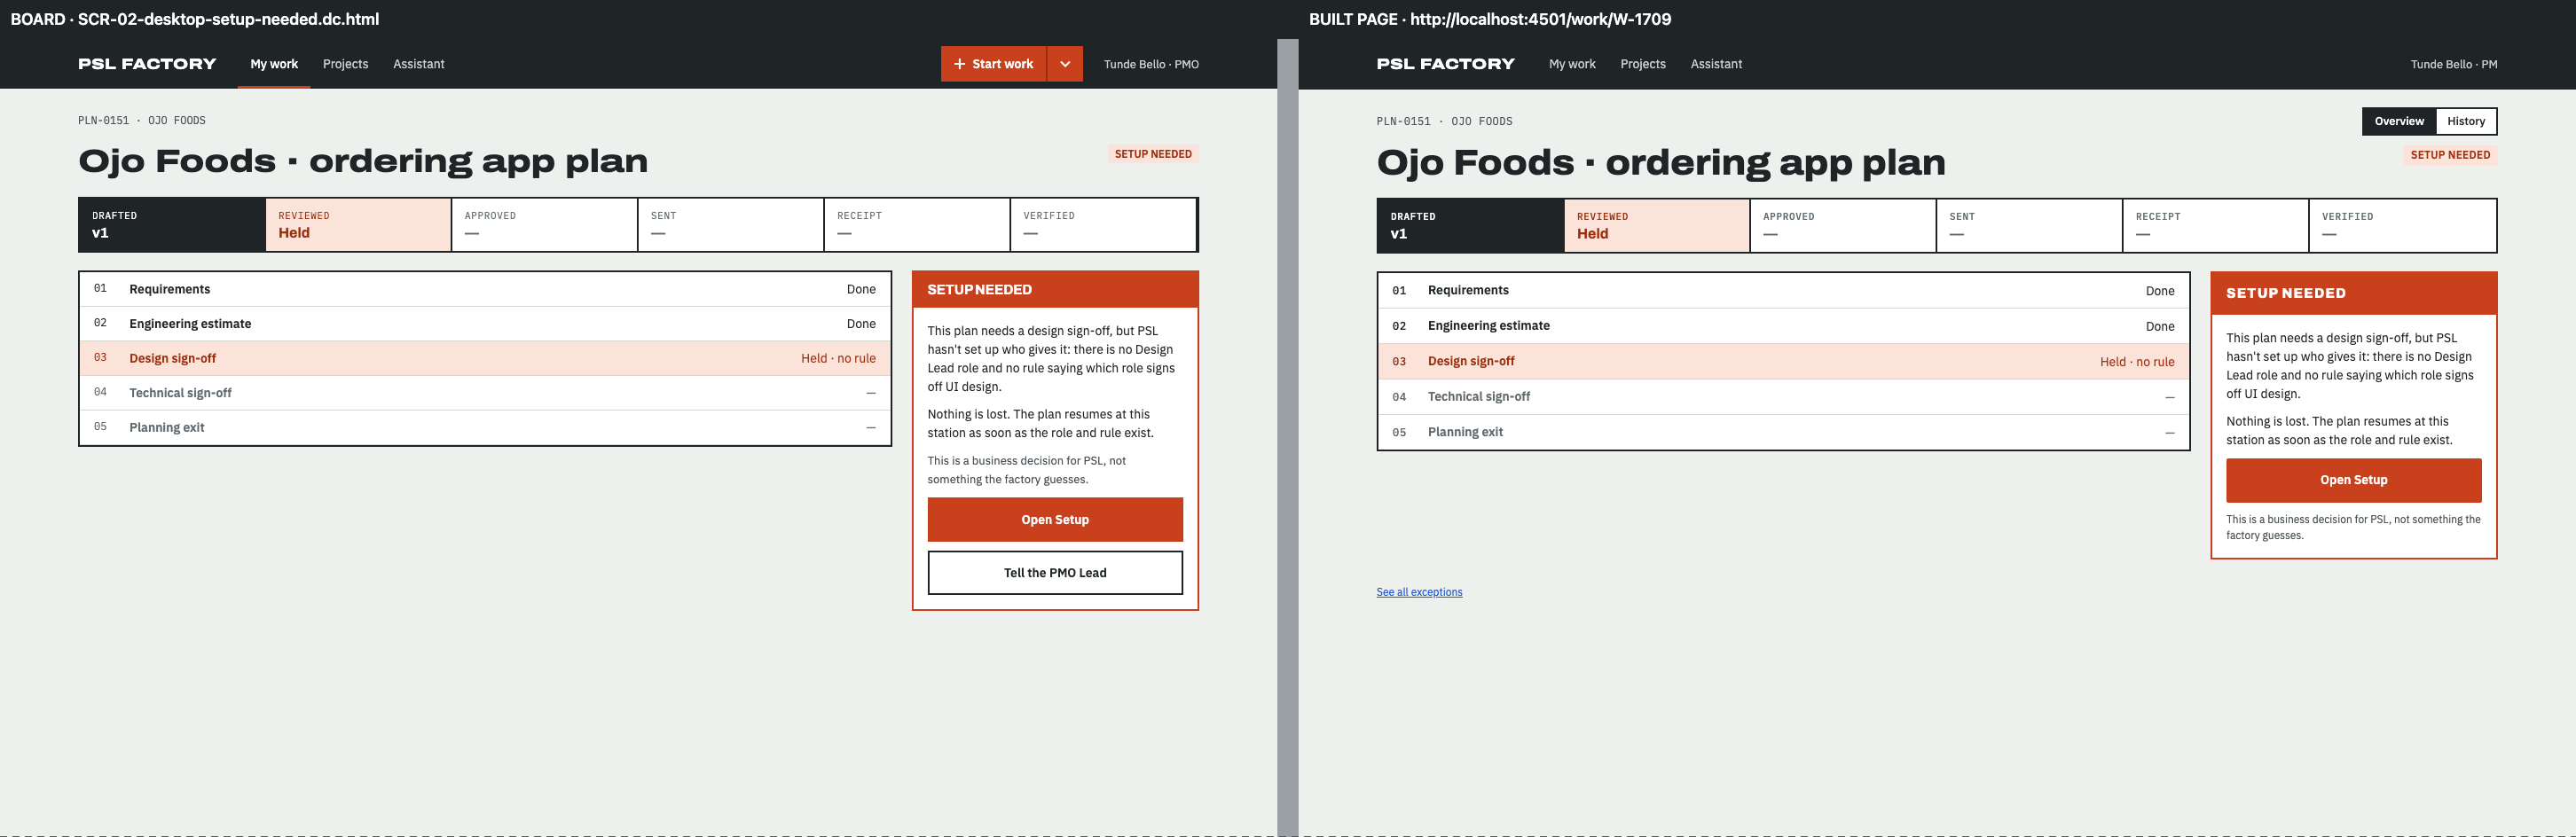 BOARD · SCR-02-desktop-setup-needed.dc.html
PSL FACTORY
My work
Projects
Assistant
+ Start work
Tunde Bello · PMO
PLN-0151 · OJO FOODS
Ojo Foods · ordering app plan
SETUP NEEDED
DRAFTED
v1
REVIEWED
Held
APPROVED
—
SENT
—
RECEIPT
—
VERIFIED
—
01 Requirements Done
02 Engineering estimate Done
03 Design sign-off Held · no rule
04 Technical sign-off —
05 Planning exit —
SETUP NEEDED
This plan needs a design sign-off, but PSL
hasn't set up who gives it: there is no Design
Lead role and no rule saying which role signs
off UI design.
Nothing is lost. The plan resumes at this
station as soon as the role and rule exist.
This is a business decision for PSL, not
something the factory guesses.
Open Setup
Tell the PMO Lead
BUILT PAGE · http://localhost:4501/work/W-1709
PSL FACTORY
My work
Projects
Assistant
Tunde Bello · PM
PLN-0151 · OJO FOODS
Overview
History
Ojo Foods · ordering app plan
SETUP NEEDED
DRAFTED
v1
REVIEWED
Held
APPROVED
—
SENT
—
RECEIPT
—
VERIFIED
—
01 Requirements Done
02 Engineering estimate Done
03 Design sign-off Held · no rule
04 Technical sign-off —
05 Planning exit —
SETUP NEEDED
This plan needs a design sign-off, but PSL
hasn't set up who gives it: there is no Design
Lead role and no rule saying which role signs
off UI design.
Nothing is lost. The plan resumes at this
station as soon as the role and rule exist.
Open Setup
This is a business decision for PSL, not something the
factory guesses.
See all exceptions